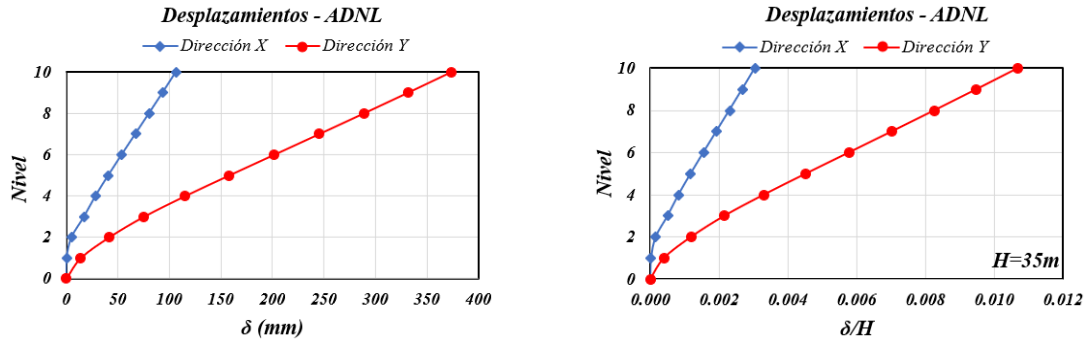 Desplazamientos - ADNL
Dirección X Dirección Y
10
8
6
4
2
0
Nivel
0 50 100 150 200 250 300 350 400
δ (mm)
Desplazamientos - ADNL
Dirección X Dirección Y
10
8
6
4
2
0
Nivel
H=35m
0.000 0.002 0.004 0.006 0.008 0.010 0.012
δ/H